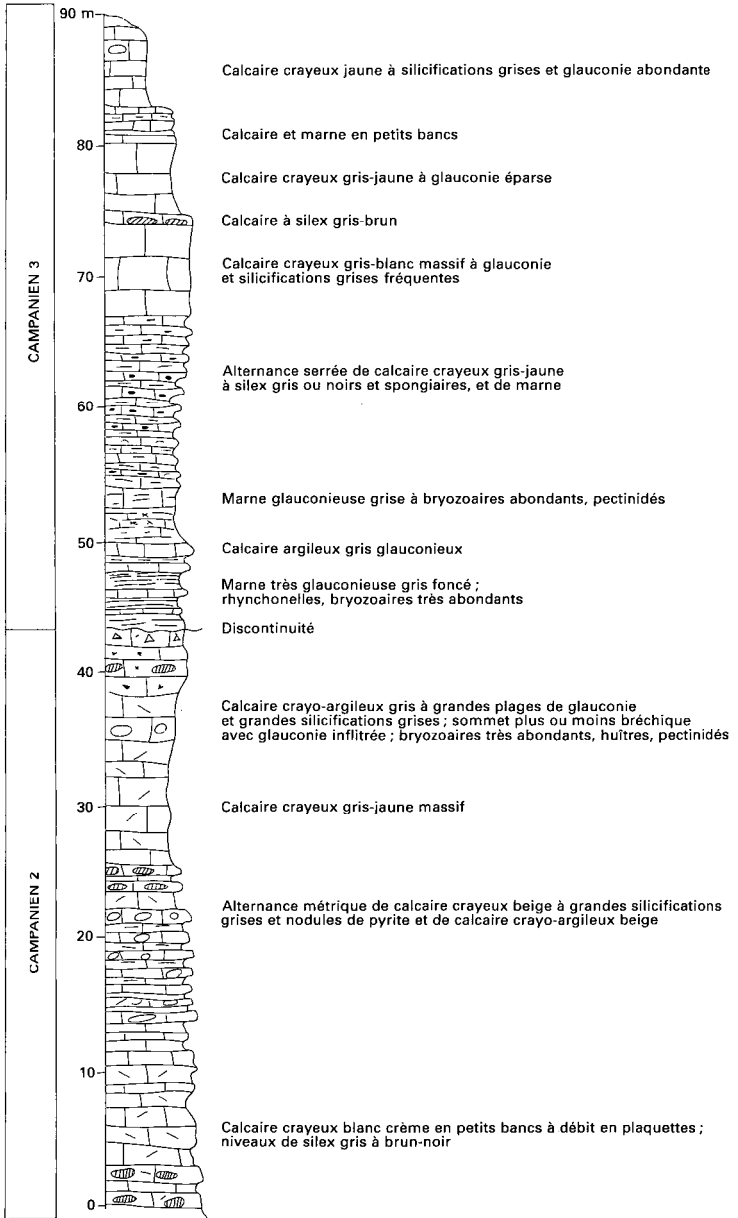 90 m
Calcaire crayeux jaune à silicifications grises et glauconie abondante
Calcaire et marne en petits bancs
80
Calcaire crayeux gris-jaune à glauconie éparse
Calcaire à silex gris-brun
Calcaire crayeux gris-blanc massif à glauconie
et silicifications grises fréquentes
70
CAMPANIEN 3
Alternance serrée de calcaire crayeux gris-jaune
à silex gris ou noirs et spongiaires, et de marne
60
Marne glauconieuse grise à bryozoaires abondants, pectinidés
50
Calcaire argileux gris glauconieux
Marne très glauconieuse gris foncé ;
rhynchonelles, bryozoaires très abondants
Discontinuité
40
Calcaire crayo-argileux gris à grandes plages de glauconie
et grandes silicifications grises ; sommet plus ou moins bréchique
avec glauconie inflitrée ; bryozoaires très abondants, huîtres, pectinidés
30
Calcaire crayeux gris-jaune massif
CAMPANIEN 2
Alternance métrique de calcaire crayeux beige à grandes silicifications
grises et nodules de pyrite et de calcaire crayo-argileux beige
20
10
Calcaire crayeux blanc crème en petits bancs à débit en plaquettes ;
niveaux de silex gris à brun-noir
0